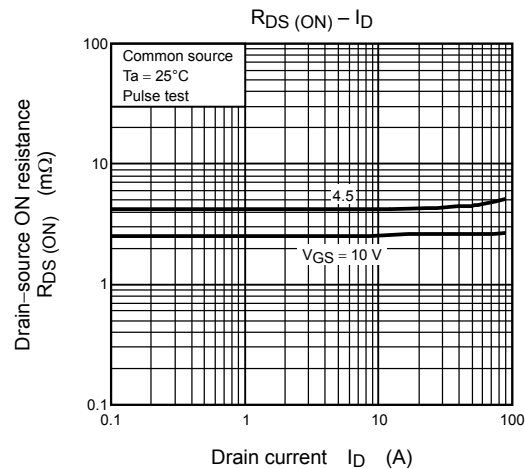 RDS (ON) – ID
Common source
Ta = 25°C
Pulse test
Drain–source ON resistance
RDS (ON) (mΩ)
100
10
1
0.1
4.5
VGS = 10 V
0.1
1
10
100
Drain current ID (A)